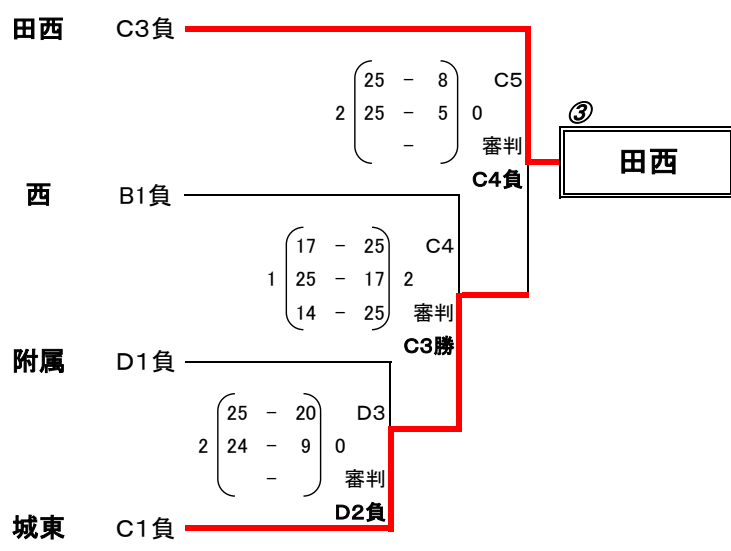 田西 C3負
25 - 8 C5
2 25 - 5 0
- 審判
C4負
③
田西
西 B1負
17 - 25 C4
1 25 - 17 2
14 - 25 審判
C3勝
附属 D1負
25 - 20 D3
2 24 - 9 0
- 審判
D2負
城東 C1負